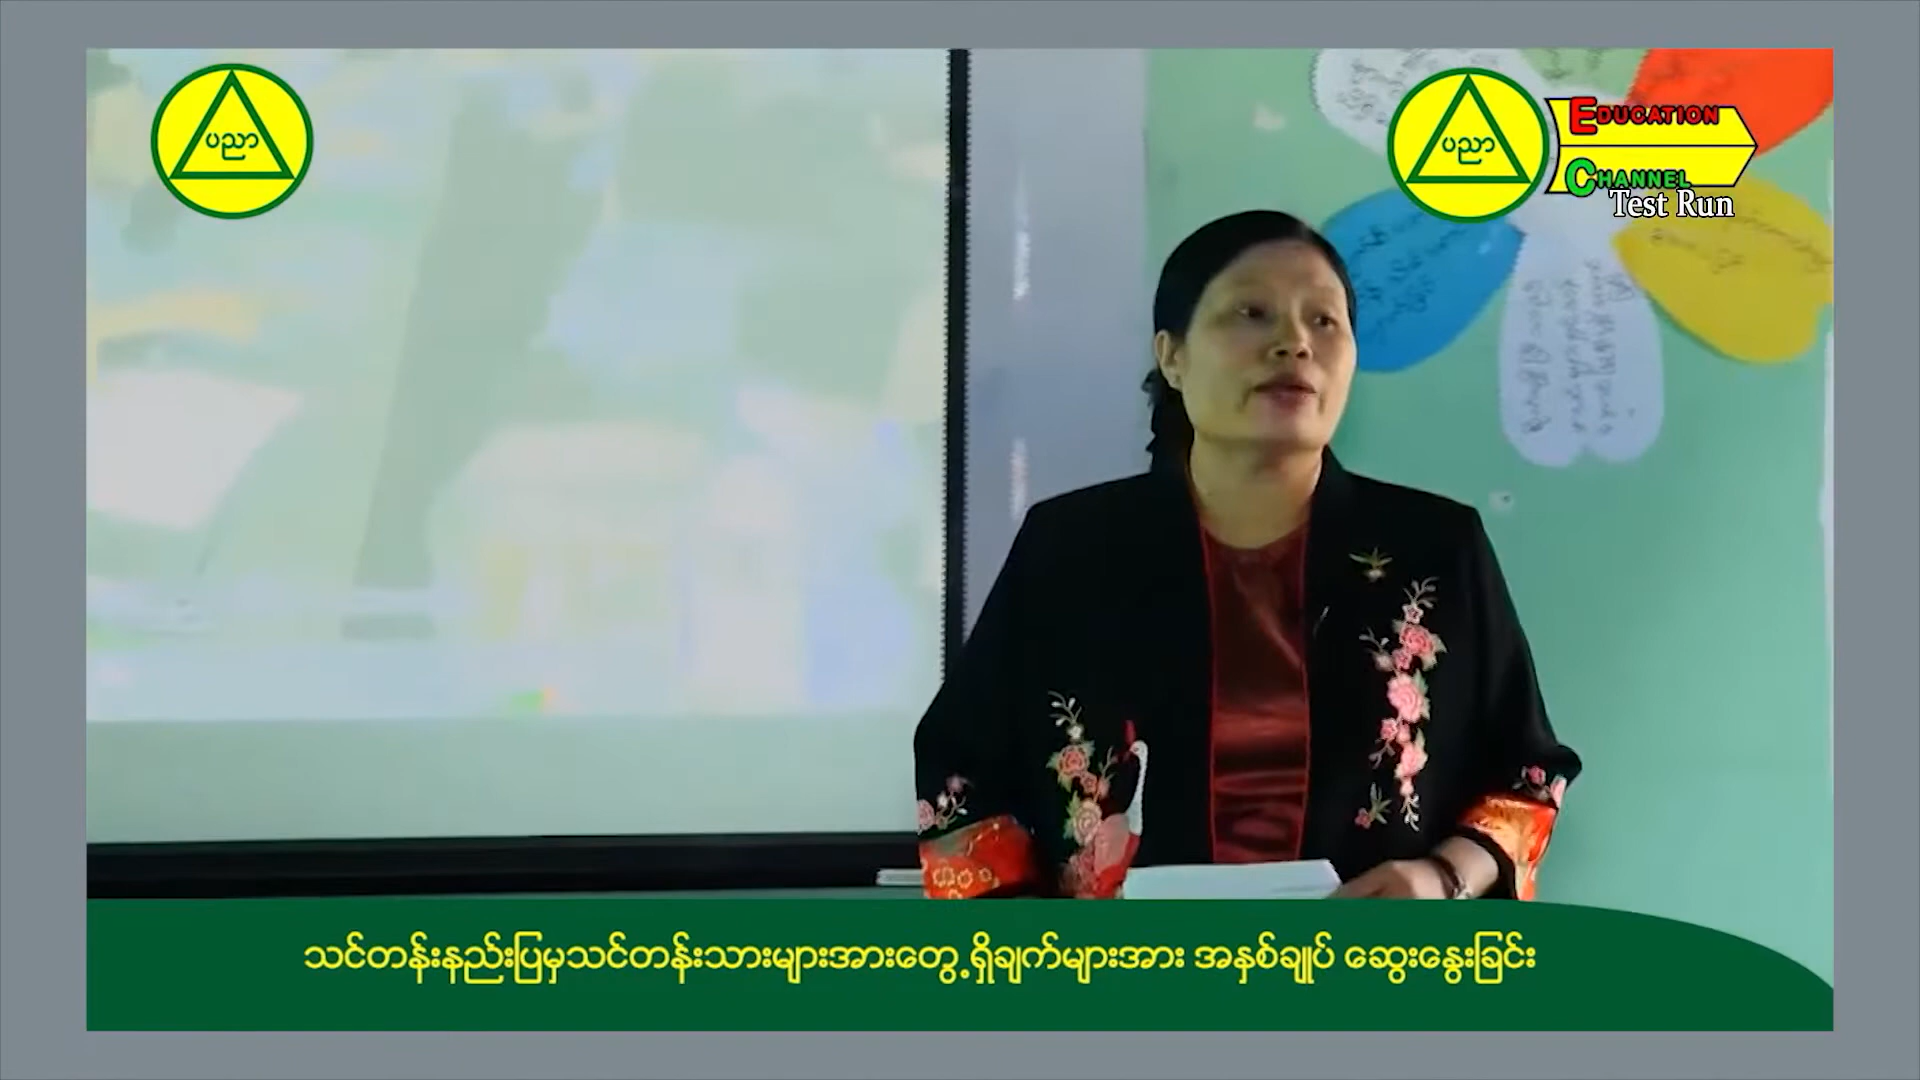 ပညာ
ပညာ
EDUCATION
CHANNEL
Test Run
သင်တန်းနည်းပြမှသင်တန်းသားများအားတွေ့ရှိချက်များအား အနှစ်ချုပ် ဆွေးနွေးခြင်း